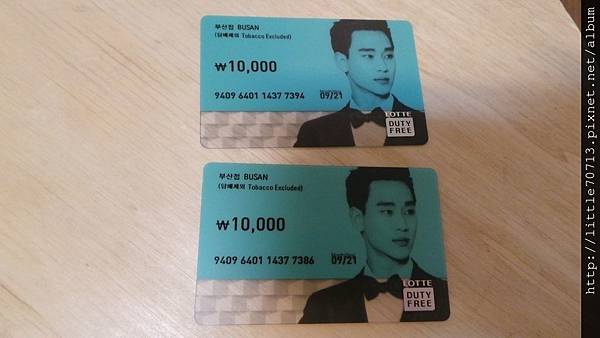 부산점 BUSAN
(담배제외 Tobacco Excluded)
₩10,000
9409 6401 1437 7394 09/21
LOTTE
DUTY
FREE
부산점 BUSAN
(담배제외 Tobacco Excluded)
₩10,000
9409 6401 1437 7386 09/21
LOTTE
DUTY
FREE
http://little70713.pixnet.net/album